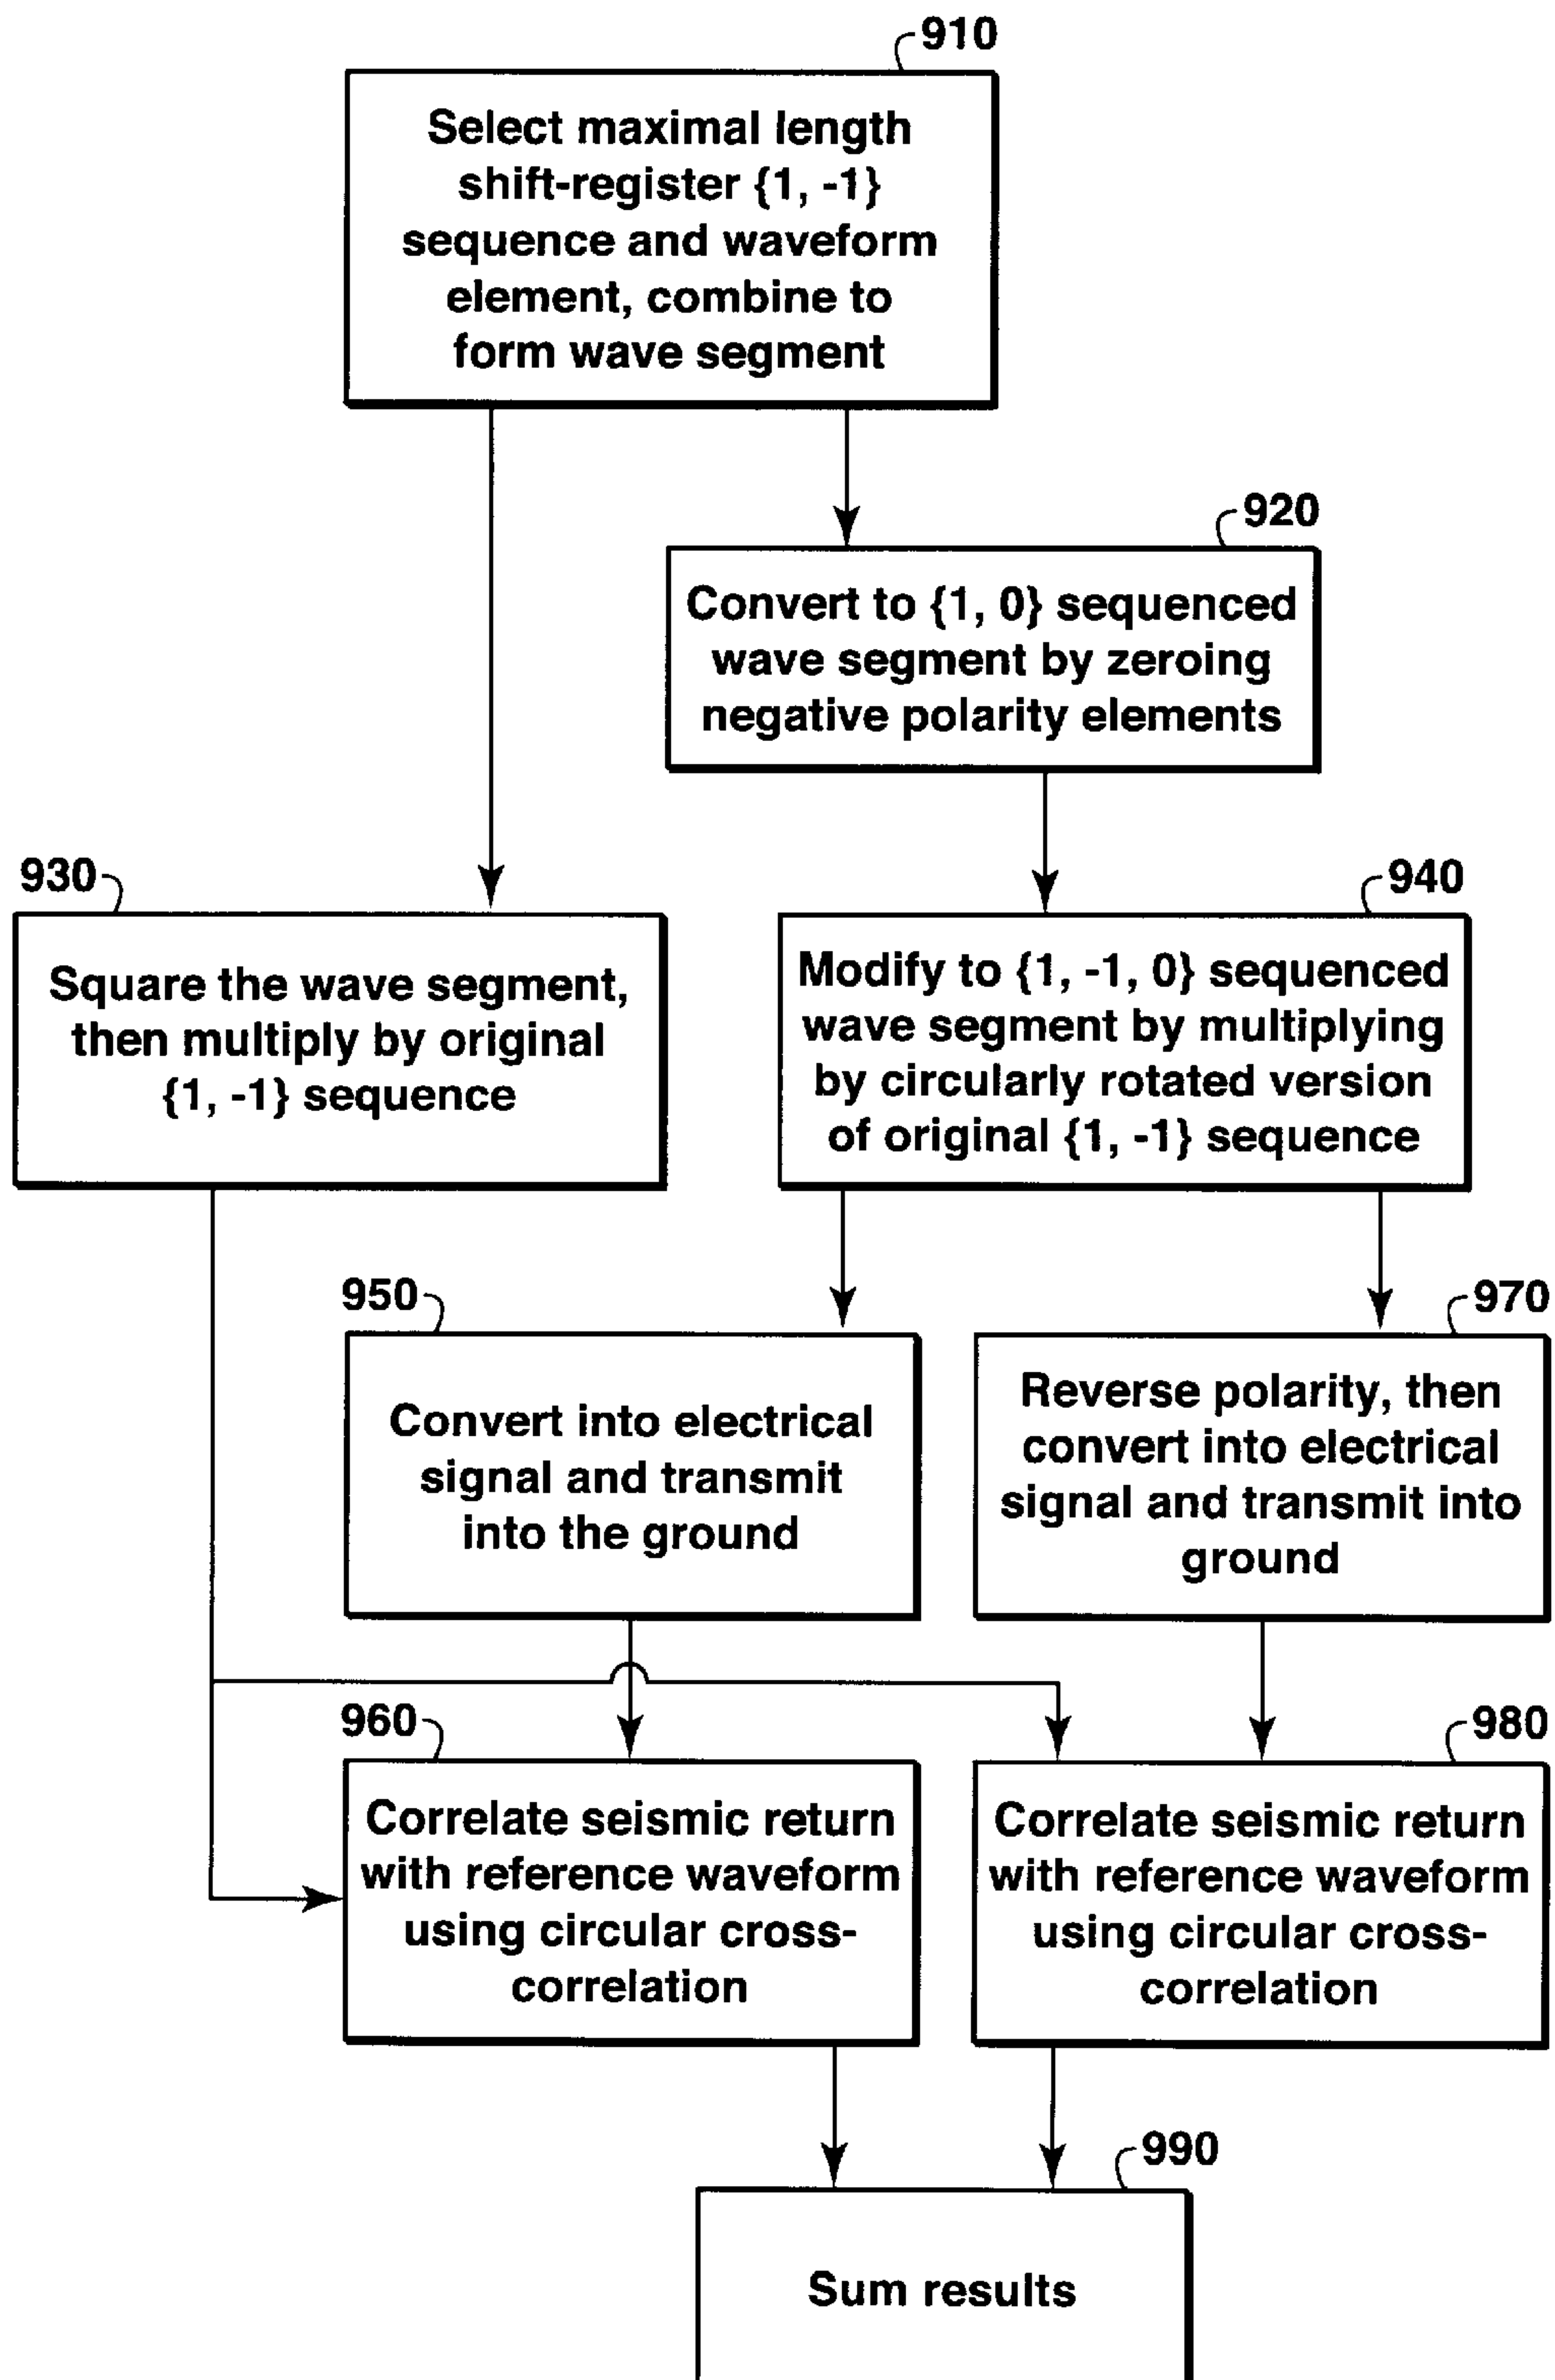 910
Select maximal length
shift-register {1, -1}
sequence and waveform
element, combine to
form wave segment
920
Convert to {1, 0} sequenced
wave segment by zeroing
negative polarity elements
930
Square the wave segment,
then multiply by original
{1, -1} sequence
940
Modify to {1, -1, 0} sequenced
wave segment by multiplying
by circularly rotated version
of original {1, -1} sequence
950
Convert into electrical
signal and transmit
into the ground
970
Reverse polarity, then
convert into electrical
signal and transmit into
ground
960
Correlate seismic return
with reference waveform
using circular cross-
correlation
980
Correlate seismic return
with reference waveform
using circular cross-
correlation
990
Sum results